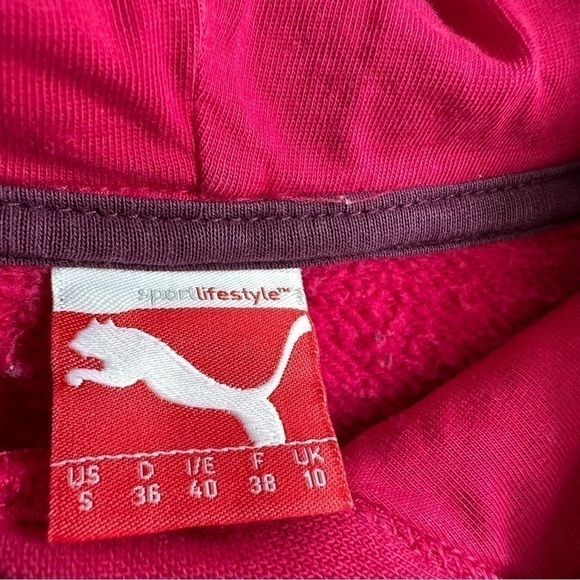 sportlifestyle™
US D I/E F UK
S 36 40 38 10